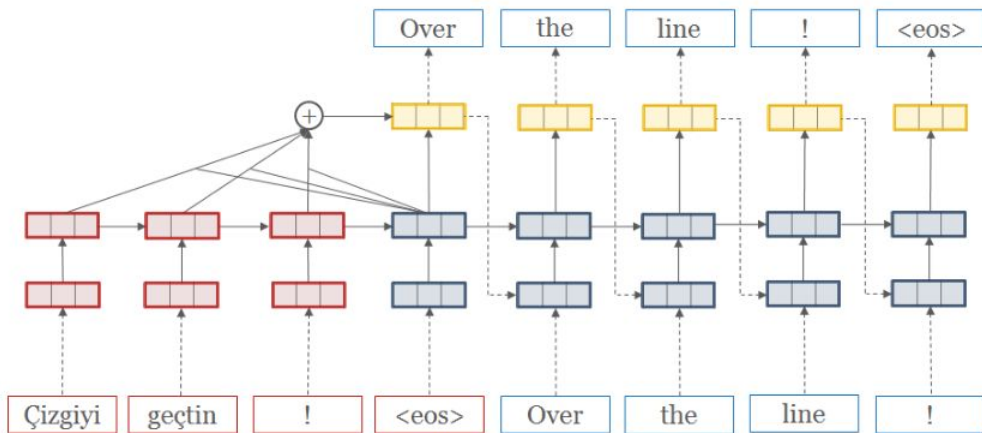 Over the line ! <eos>
+
Çizgiyi geçtin ! <eos> Over the line !